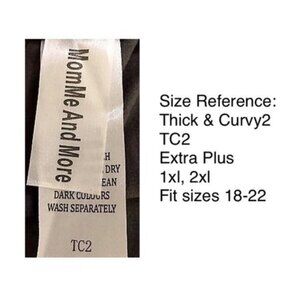 MomMe And More
DRY
DARK COLOURS
WASH SEPARATELY
TC2
Size Reference:
Thick & Curvy2
TC2
Extra Plus
1xl, 2xl
Fit sizes 18-22